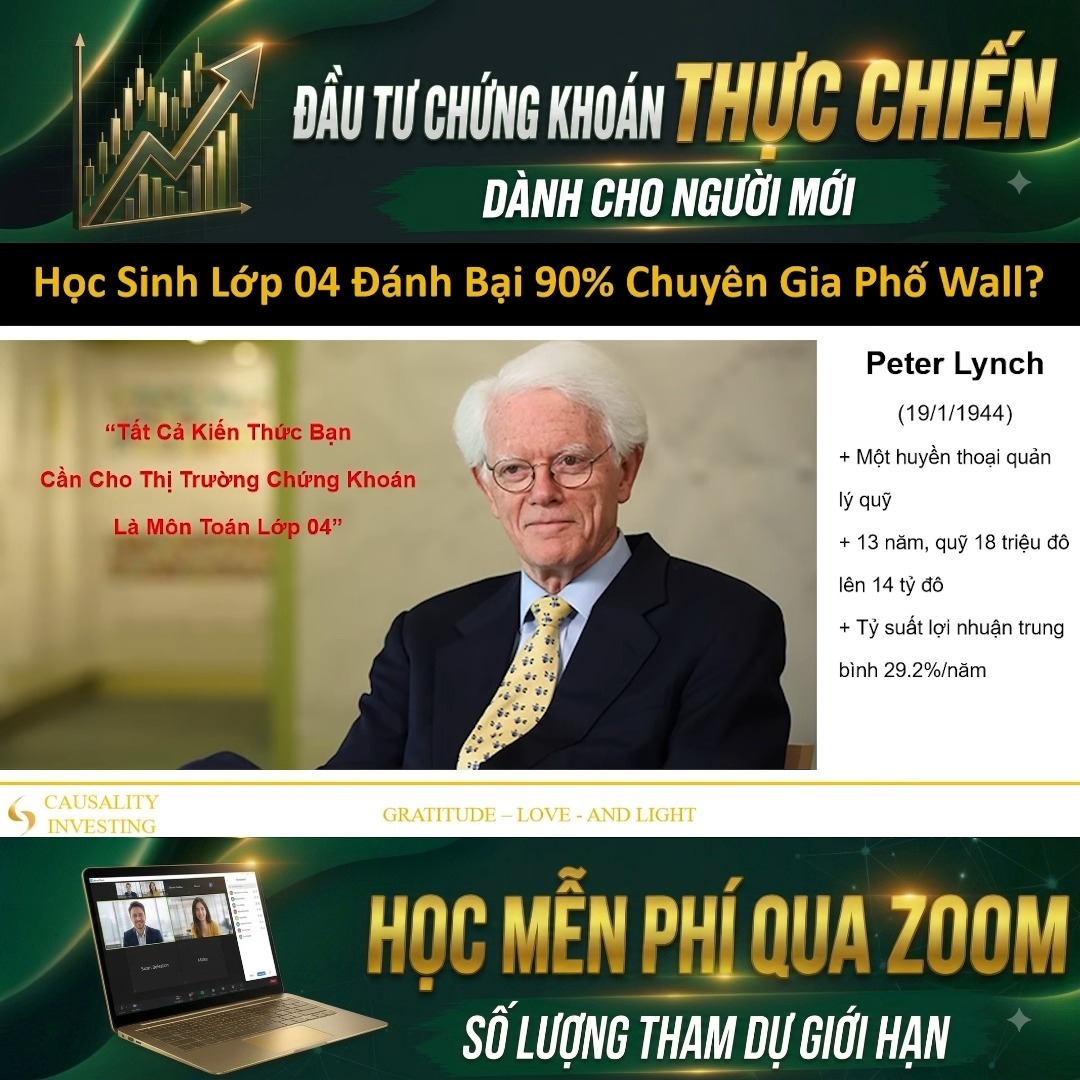 ĐẦU TƯ CHỨNG KHOÁN THỰC CHIẾN
DÀNH CHO NGƯỜI MỚI
Học Sinh Lớp 04 Đánh Bại 90% Chuyên Gia Phố Wall?
“Tất Cả Kiến Thức Bạn
Cần Cho Thị Trường Chứng Khoán
Là Môn Toán Lớp 04”
Peter Lynch
(19/1/1944)
+ Một huyền thoại quản
lý quỹ
+ 13 năm, quỹ 18 triệu đô
lên 14 tỷ đô
+ Tỷ suất lợi nhuận trung
bình 29.2%/năm
CAUSALITY
INVESTING
GRATITUDE – LOVE - AND LIGHT
HỌC MỄN PHÍ QUA ZOOM
SỐ LƯỢNG THAM DỰ GIỚI HẠN